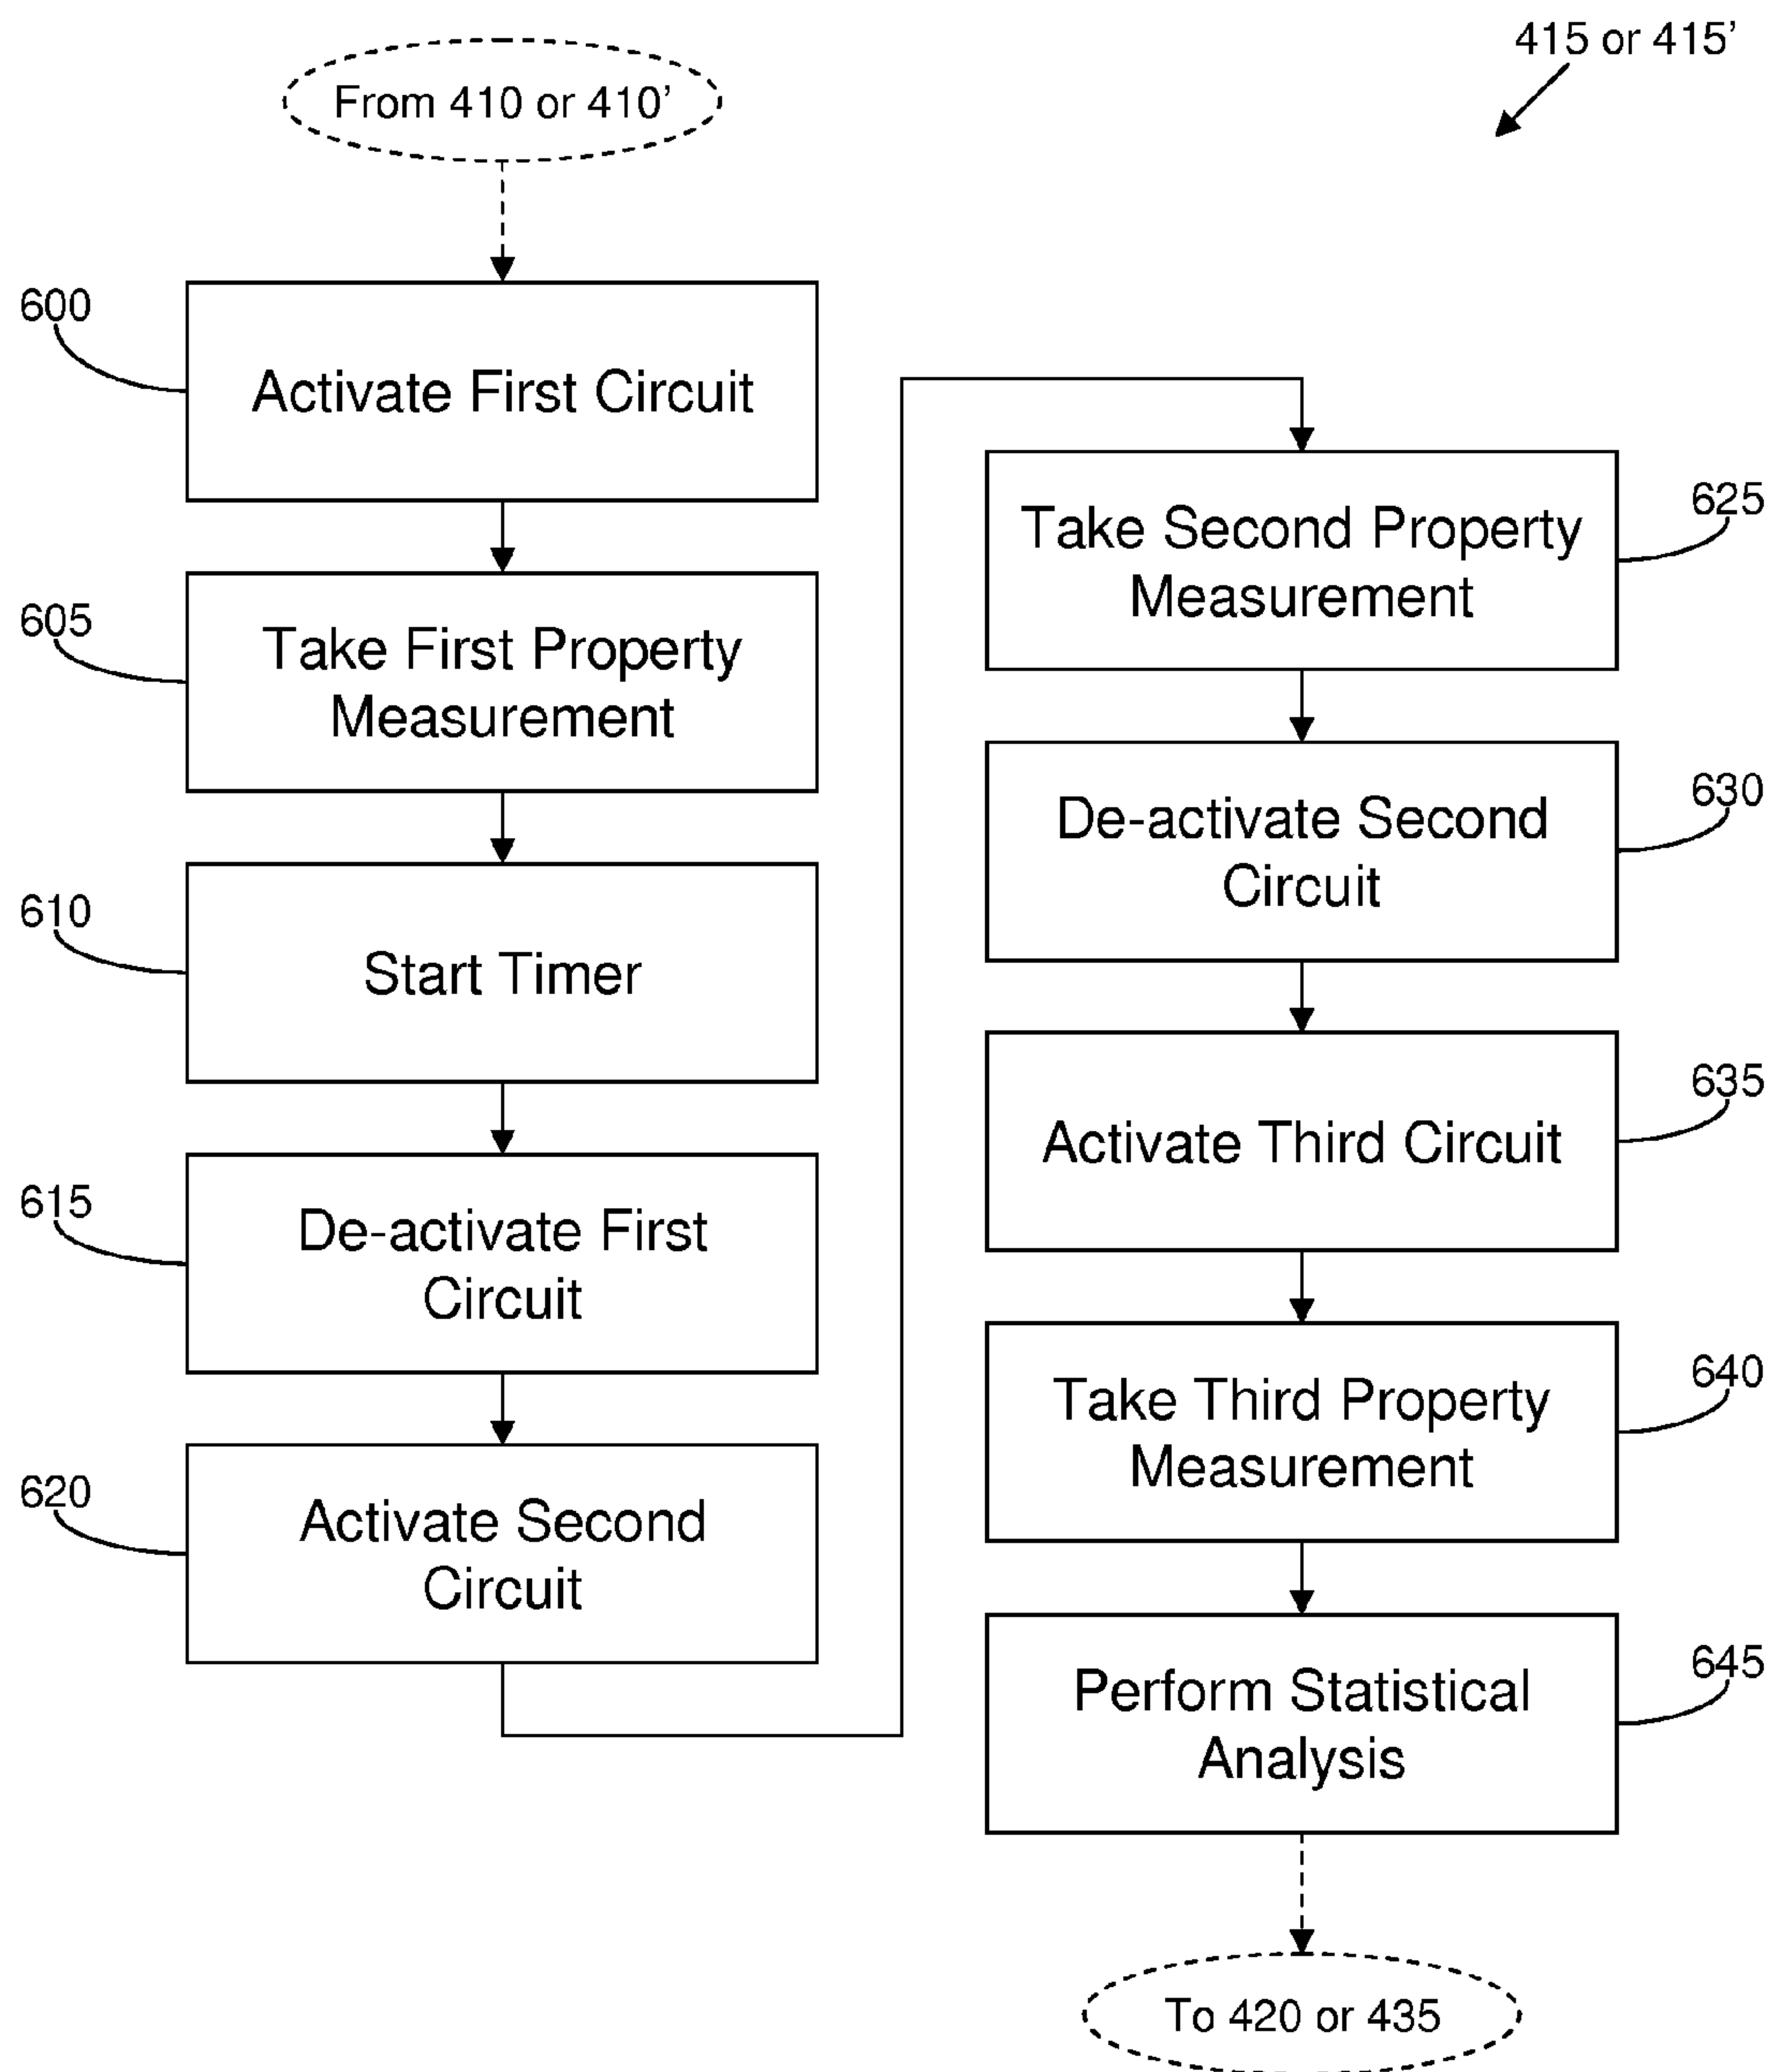 415 or 415’
From 410 or 410’
600
Activate First Circuit
605
Take First Property
Measurement
610
Start Timer
615
De-activate First
Circuit
620
Activate Second
Circuit
625
Take Second Property
Measurement
630
De-activate Second
Circuit
635
Activate Third Circuit
640
Take Third Property
Measurement
645
Perform Statistical
Analysis
To 420 or 435